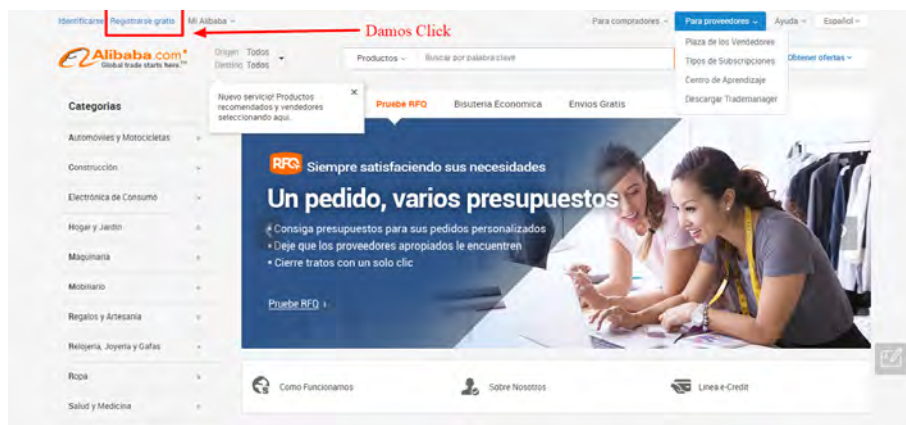 Identificarse Registrarse gratis Mi Alibaba
Damos Click
Para compradores Para proveedores Ayuda Español
Plaza de los Vendedores
Tipos de Subscripciones
Centro de Aprendizaje
Descargar Trademanager
Alibaba.com
Global trade starts here.™
Origen Todos
Destino Todos
Productos
Buscar por palabra clave
Obtener ofertas
Categorias
Nuevo servicio! Productos
recomendados y vendedores
seleccionando aqui.
Pruebe RFQ
Bisuteria Economica
Envios Gratis
Automóviles y Motocicletas
Construcción
Electrónica de Consumo
Hogar y Jardín
Maquinaria
Mobiliario
Regalos y Artesanía
Relojería, Joyería y Gafas
Ropa
Salud y Medicina
RFQ Siempre satisfaciendo sus necesidades
Un pedido, varios presupuestos
• Consiga presupuestos para sus pedidos personalizados
• Deje que los proveedores apropiados le encuentren
• Cierre tratos con un solo clic
Pruebe RFQ ›
Como Funcionamos
Sobre Nosotros
Linea e-Credit